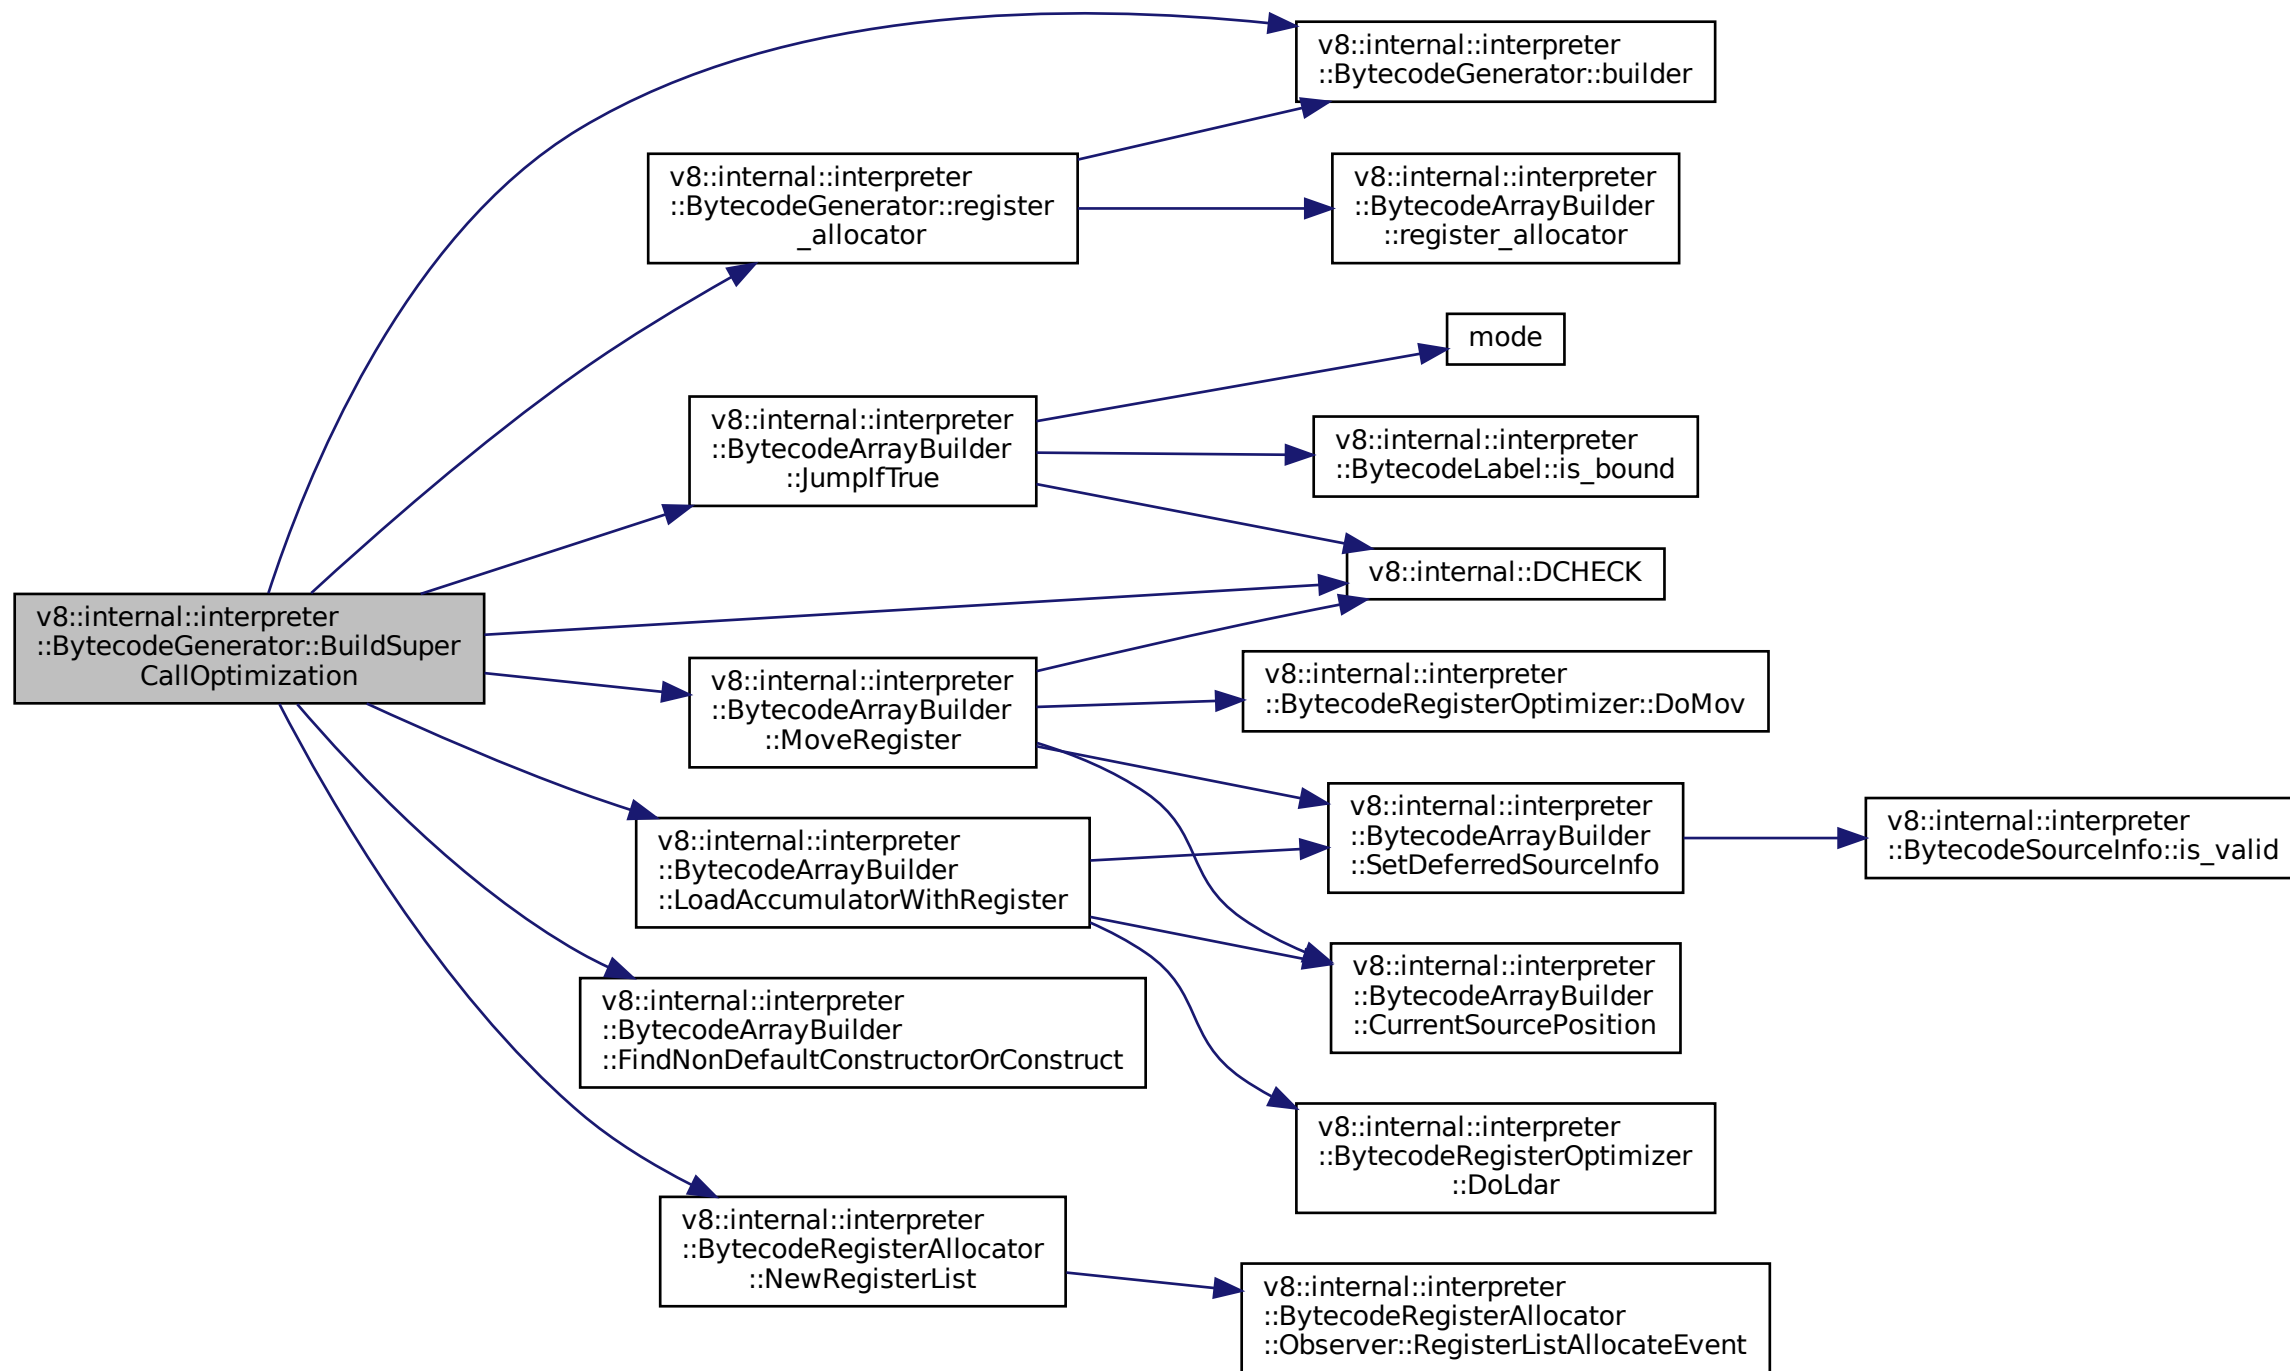 v8::internal::interpreter
::BytecodeGenerator::BuildSuper
CallOptimization
v8::internal::interpreter
::BytecodeGenerator::builder
v8::internal::interpreter
::BytecodeGenerator::register
_allocator
v8::internal::interpreter
::BytecodeArrayBuilder
::register_allocator
mode
v8::internal::interpreter
::BytecodeArrayBuilder
::JumpIfTrue
v8::internal::interpreter
::BytecodeLabel::is_bound
v8::internal::DCHECK
v8::internal::interpreter
::BytecodeArrayBuilder
::MoveRegister
v8::internal::interpreter
::BytecodeRegisterOptimizer::DoMov
v8::internal::interpreter
::BytecodeArrayBuilder
::SetDeferredSourceInfo
v8::internal::interpreter
::BytecodeSourceInfo::is_valid
v8::internal::interpreter
::BytecodeArrayBuilder
::LoadAccumulatorWithRegister
v8::internal::interpreter
::BytecodeArrayBuilder
::CurrentSourcePosition
v8::internal::interpreter
::BytecodeArrayBuilder
::FindNonDefaultConstructorOrConstruct
v8::internal::interpreter
::BytecodeRegisterOptimizer
::DoLdar
v8::internal::interpreter
::BytecodeRegisterAllocator
::NewRegisterList
v8::internal::interpreter
::BytecodeRegisterAllocator
::Observer::RegisterListAllocateEvent